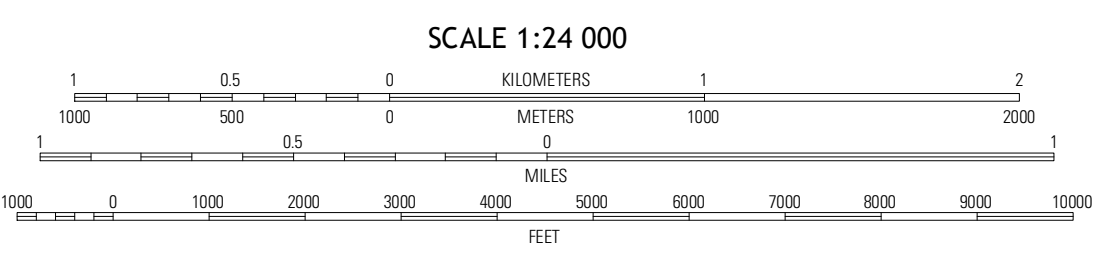 SCALE 1:24 000
1 0.5 0 KILOMETERS 1 2
1000 500 0 METERS 1000 2000
1 0.5 0 1
MILES
1000 0 1000 2000 3000 4000 5000 6000 7000 8000 9000 10000
FEET